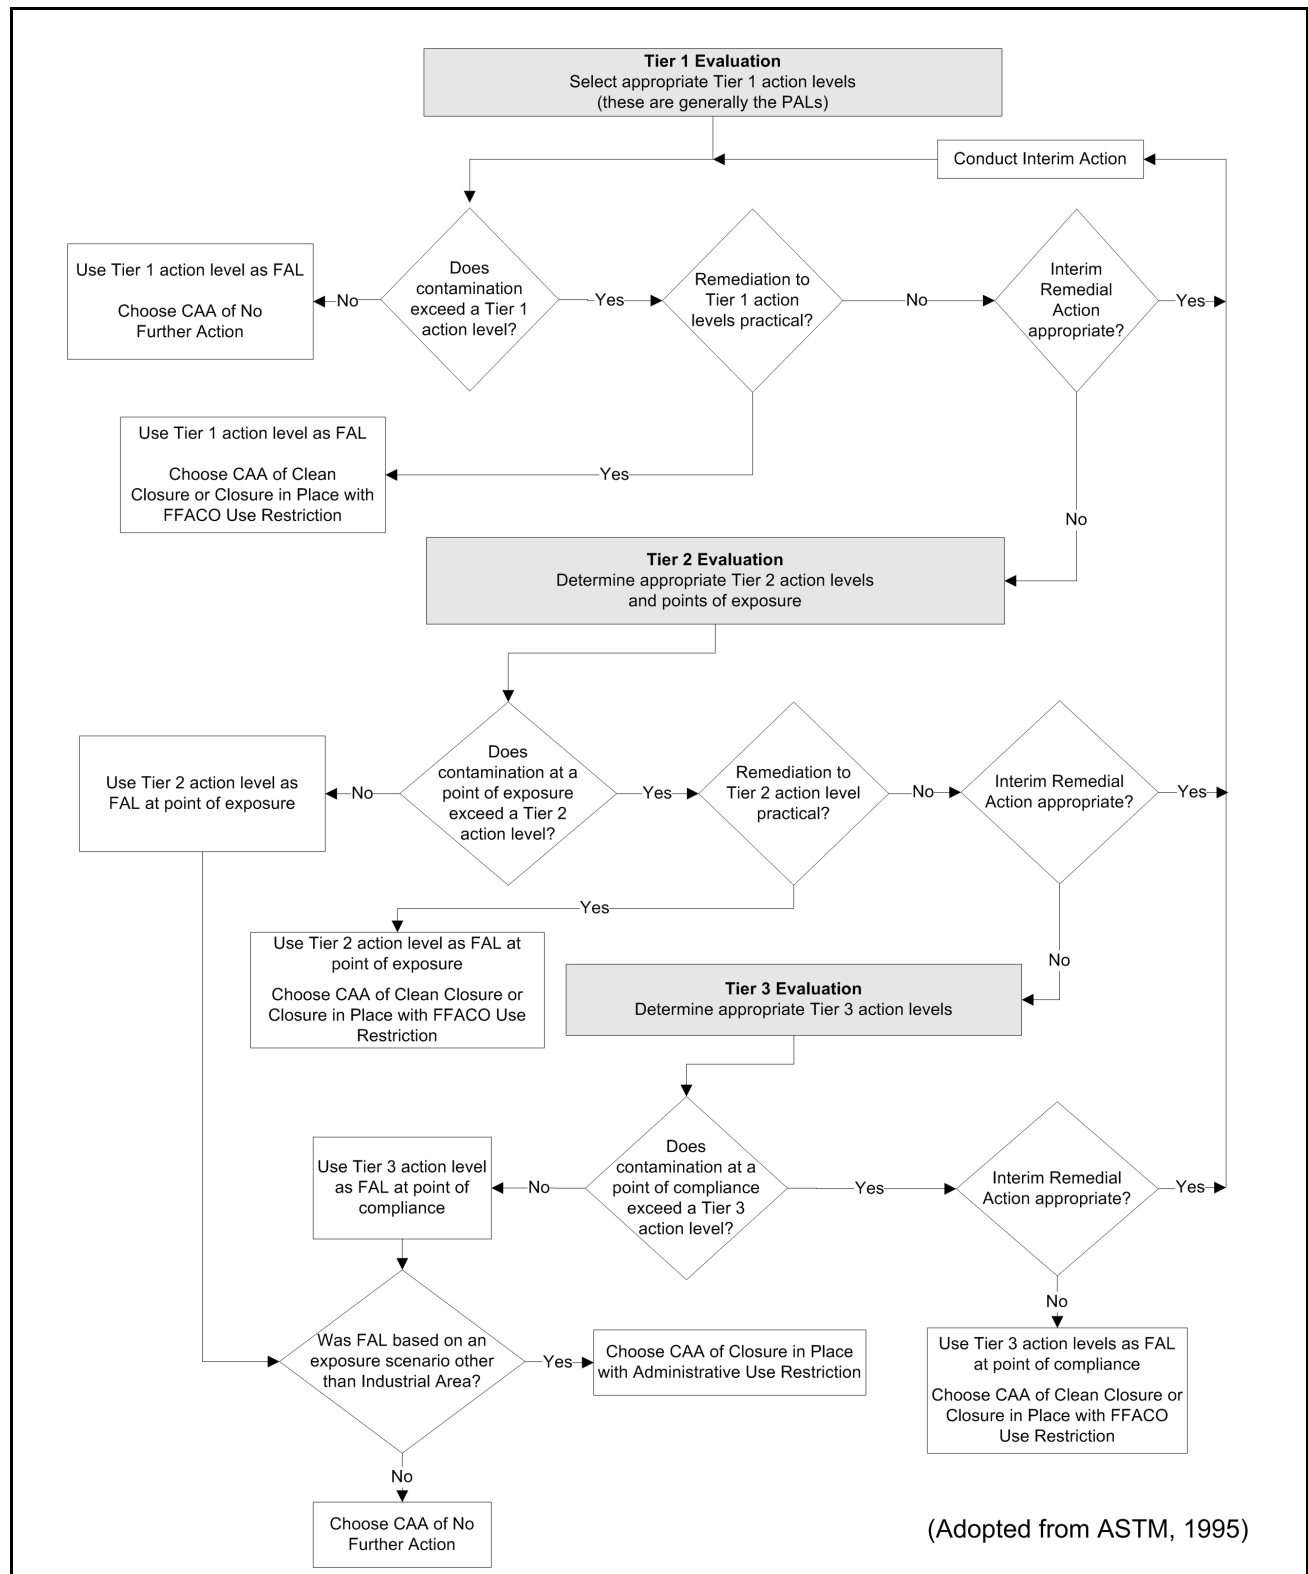 Tier 1 Evaluation
Select appropriate Tier 1 action levels
(these are generally the PALs)
Conduct Interim Action
Use Tier 1 action level as FAL
Choose CAA of No
Further Action
No
Does
contamination
exceed a Tier 1
action level?
Yes
Remediation to
Tier 1 action
levels practical?
No
Interim
Remedial
Action
appropriate?
Yes
Use Tier 1 action level as FAL
Choose CAA of Clean
Closure or Closure in Place with
FFACO Use Restriction
Yes
No
Tier 2 Evaluation
Determine appropriate Tier 2 action levels
and points of exposure
Use Tier 2 action level as
FAL at point of exposure
No
Does
contamination at a
point of exposure
exceed a Tier 2
action level?
Yes
Remediation to
Tier 2 action level
practical?
No
Interim Remedial
Action appropriate?
Yes
Yes
Use Tier 2 action level as FAL at
point of exposure
Choose CAA of Clean Closure or
Closure in Place with FFACO Use
Restriction
No
Tier 3 Evaluation
Determine appropriate Tier 3 action levels
Use Tier 3 action level
as FAL at point of
compliance
No
Does
contamination at a
point of compliance
exceed a Tier 3
action level?
Yes
Interim Remedial
Action appropriate?
Yes
No
Was FAL based on an
exposure scenario other
than Industrial Area?
Yes
Choose CAA of Closure in Place
with Administrative Use Restriction
Use Tier 3 action levels as FAL
at point of compliance
Choose CAA of Clean Closure or
Closure in Place with FFACO
Use Restriction
No
Choose CAA of No
Further Action
(Adopted from ASTM, 1995)